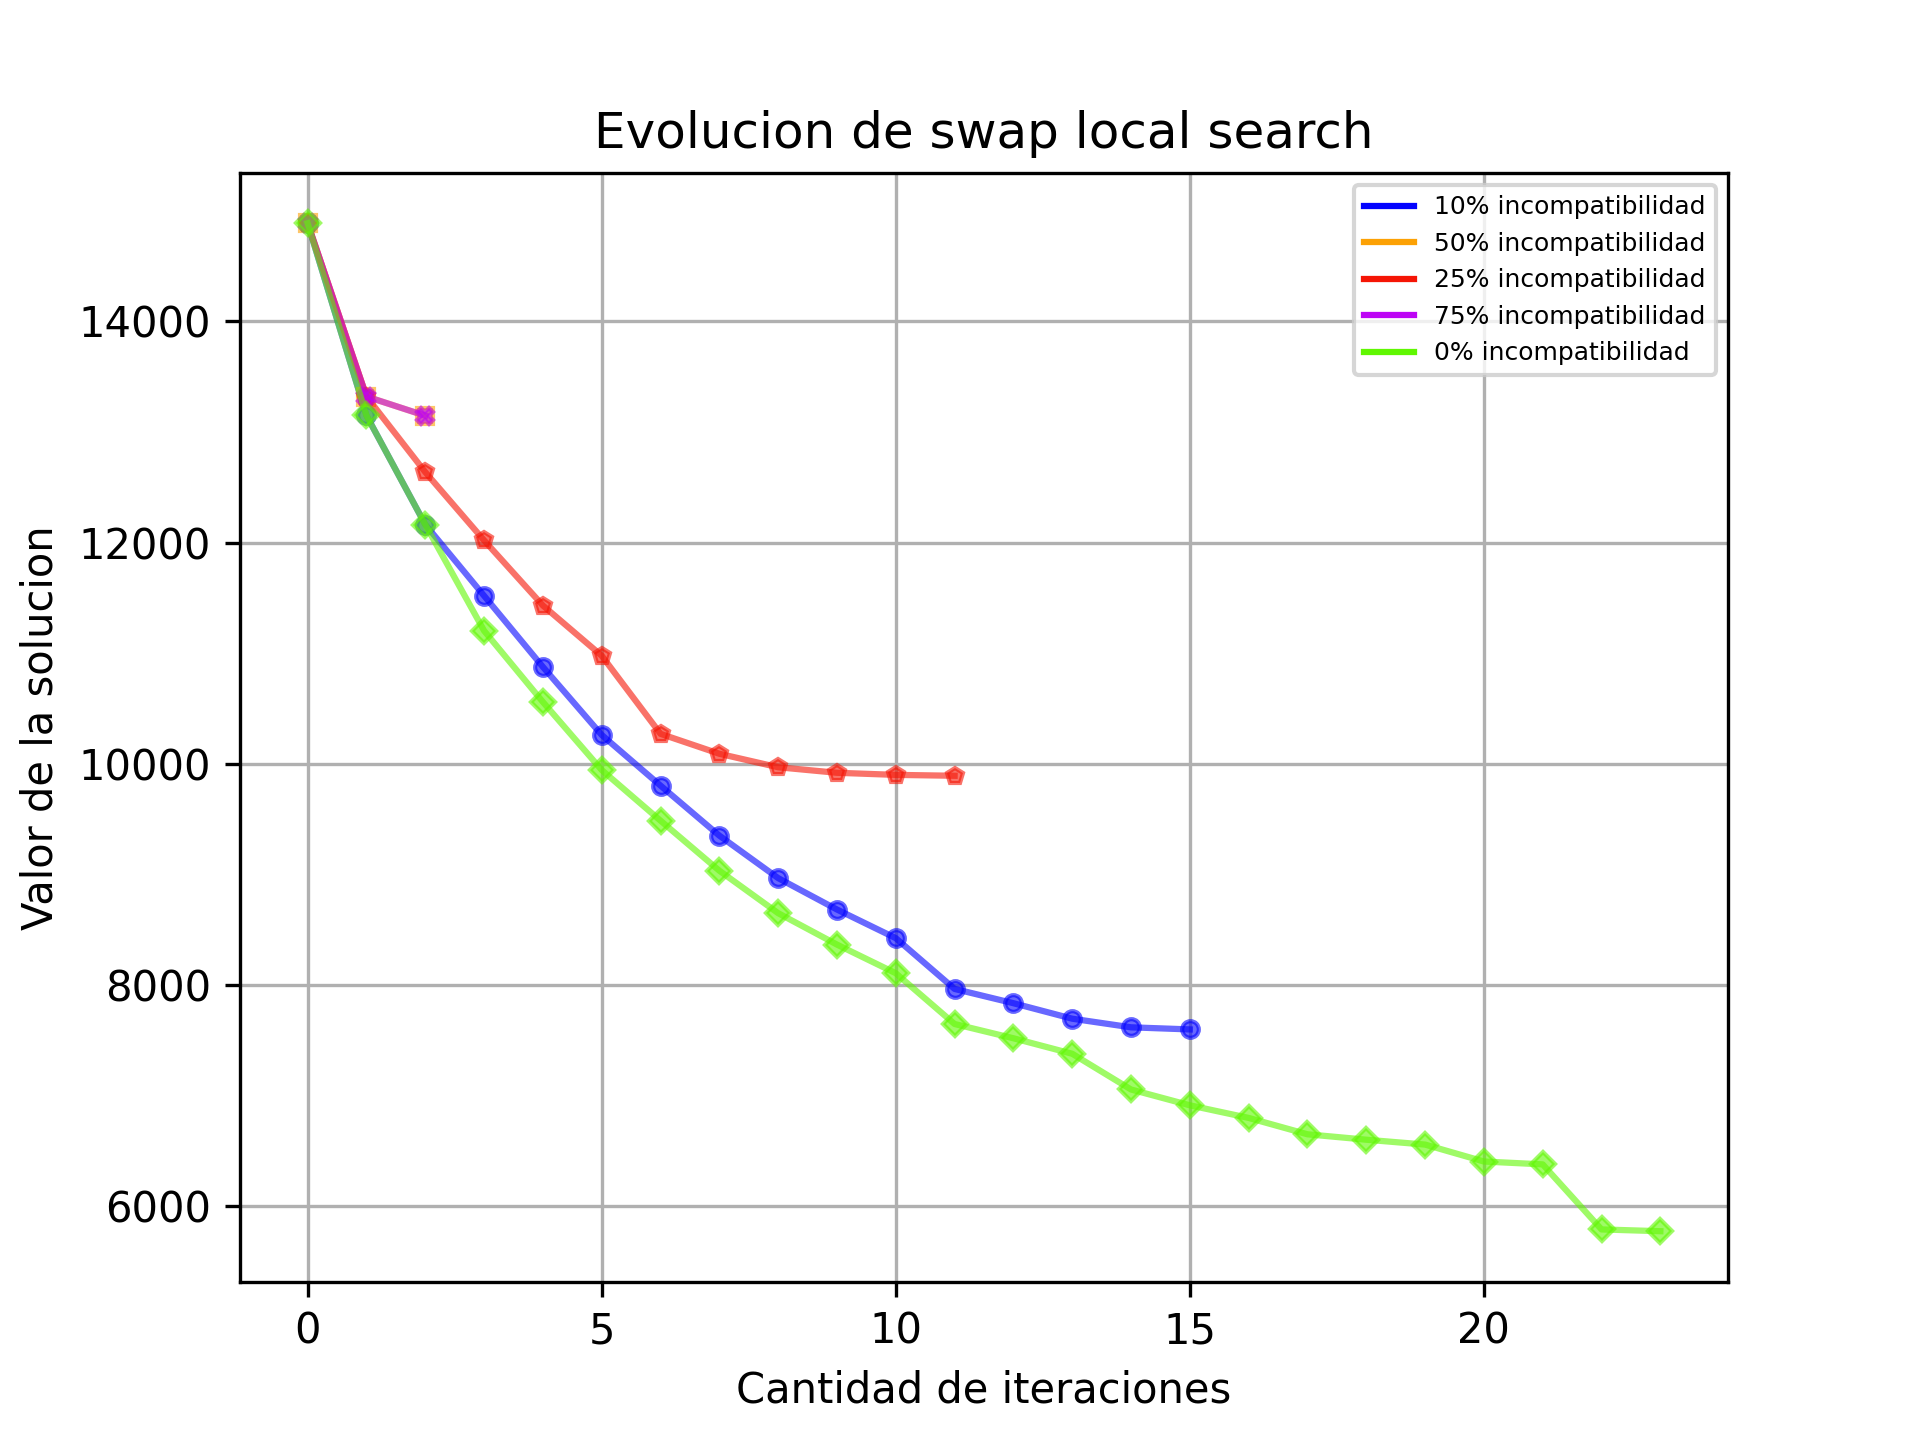 Evolucion de swap local search
10% incompatibilidad
50% incompatibilidad
25% incompatibilidad
75% incompatibilidad
0% incompatibilidad
Valor de la solucion
14000
12000
10000
8000
6000
0 5 10 15 20
Cantidad de iteraciones